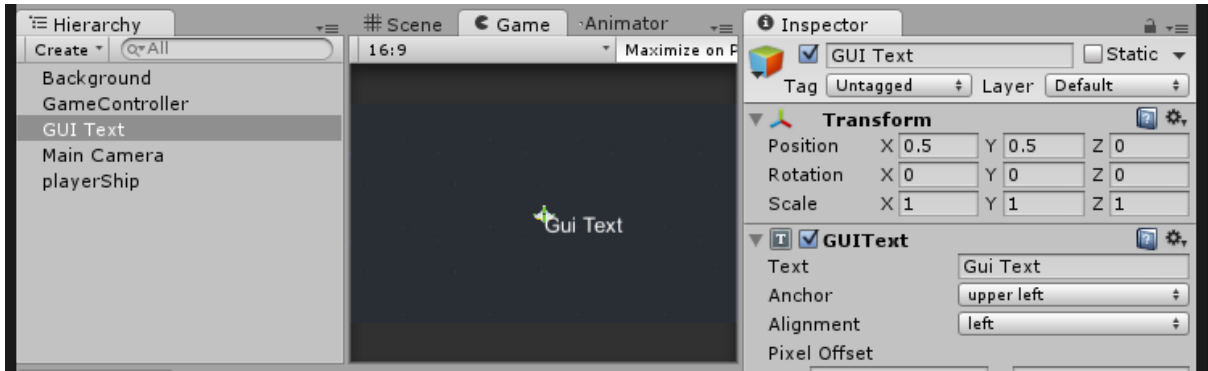 Hierarchy
Create All
Background
GameController
GUI Text
Main Camera
playerShip
Scene Game Animator
16:9 Maximize on P
Gui Text
Inspector
GUI Text Static
Tag Untagged Layer Default
Transform
Position X 0.5 Y 0.5 Z 0
Rotation X 0 Y 0 Z 0
Scale X 1 Y 1 Z 1
GUIText
Text Gui Text
Anchor upper left
Alignment left
Pixel Offset